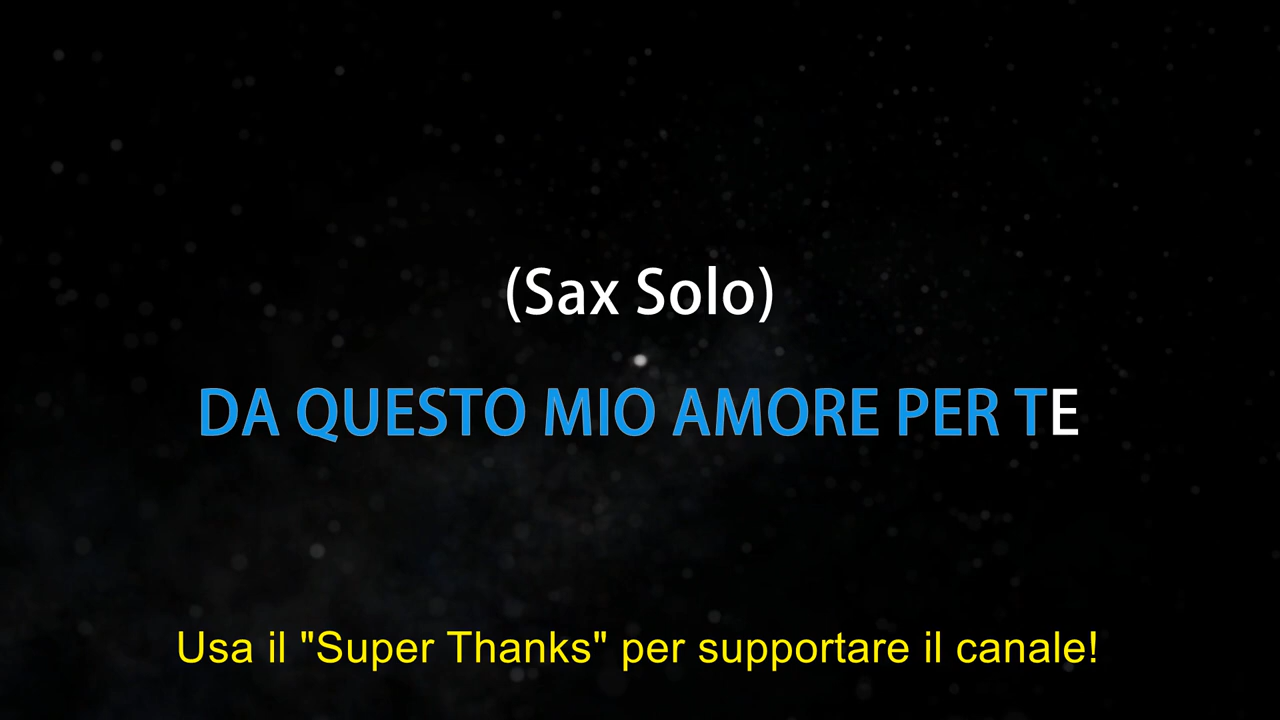 (Sax Solo)
DA QUESTO MIO AMORE PER TE
Usa il "Super Thanks" per supportare il canale!